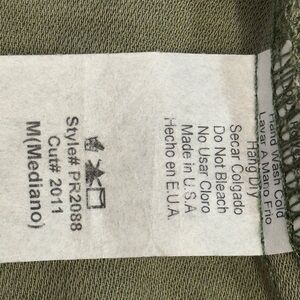 Hand Wash Cold
Lavar A Mano Frio
Hang Dry
Secar Colgado
Do Not Bleach
No Usar Cloro
Made in U.S.A
Hecho en E.U.A.
Style# PR2088
Cut# 2011
M(Mediano)